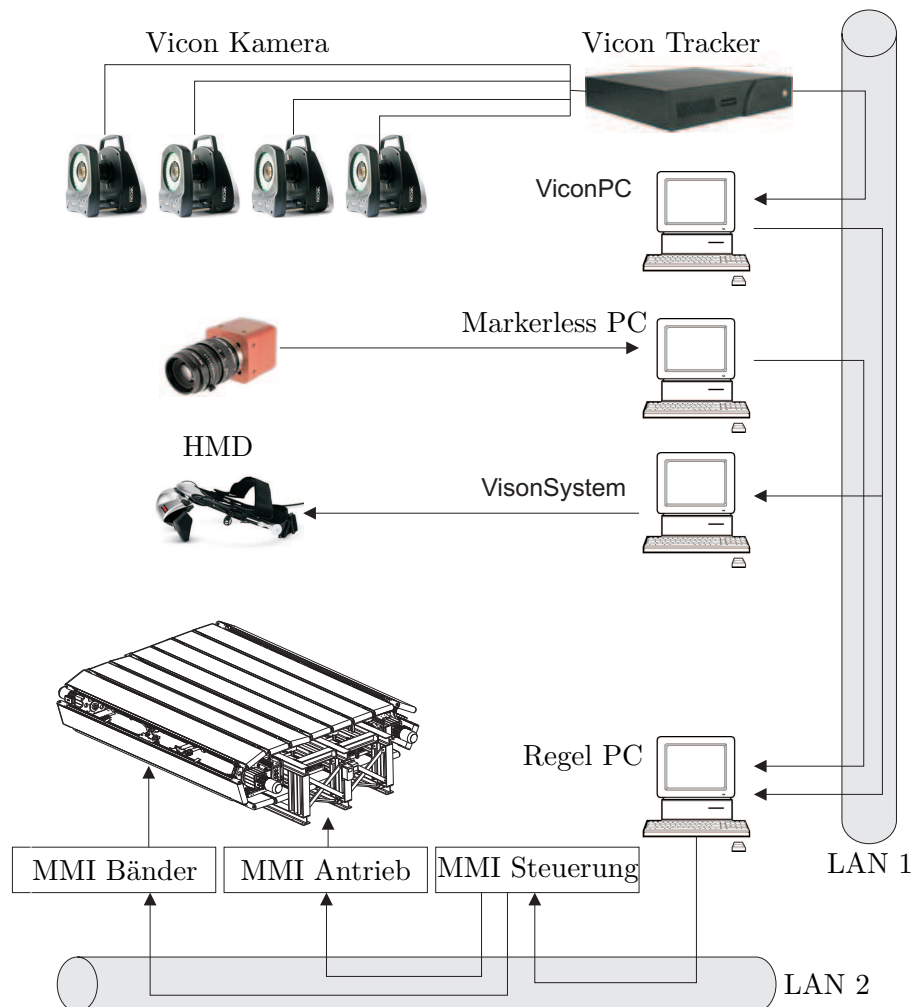 Vicon Kamera
Vicon Tracker
ViconPC
Markerless PC
HMD
VisonSystem
Regel PC
MMI Bänder
MMI Antrieb
MMI Steuerung
LAN 1
LAN 2